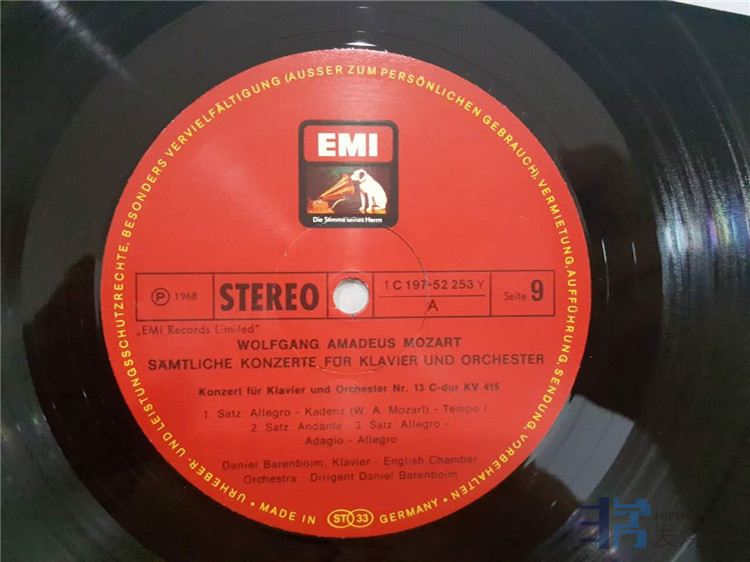 URHEBER- UND LEISTUNGSSCHUTZRECHTE, BESONDERS VERVIELFÄLTIGUNG (AUSSER ZUM PERSÖNLICHEN GEBRAUCH), VERMIETUNG, AUFFÜHRUNG, SENDUNG, VORBEHALTEN
EMI
Die Stimme seines Herrn
Ⓟ 1968
STEREO
1 C 197-52 253 Y
A
Seite 9
„EMI Records Limited"
WOLFGANG AMADEUS MOZART
SÄMTLICHE KONZERTE FÜR KLAVIER UND ORCHESTER
Konzert für Klavier und Orchester Nr. 13 C-dur KV 415
1. Satz: Allegro - Kadenz (W. A. Mozart) - Tempo I
2. Satz: Andante - 3. Satz: Allegro -
Adagio - Allegro
Daniel Barenboim, Klavier · English Chamber
Orchestra · Dirigent Daniel Barenboim
• MADE IN STO 33 GERMANY •